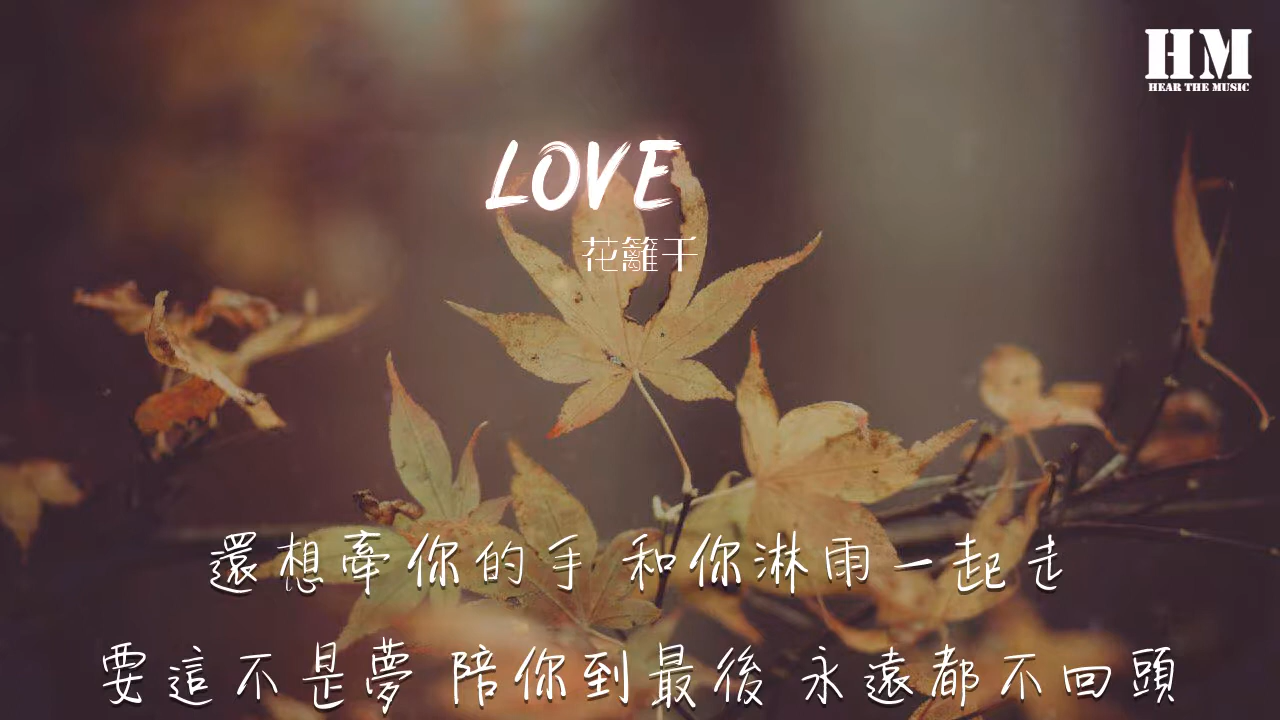 HM
HEAR THE MUSIC
LOVE
花籬干
還想牽你的手 和你淋雨一起走
要這不是夢 陪你到最後 永遠都不回頭